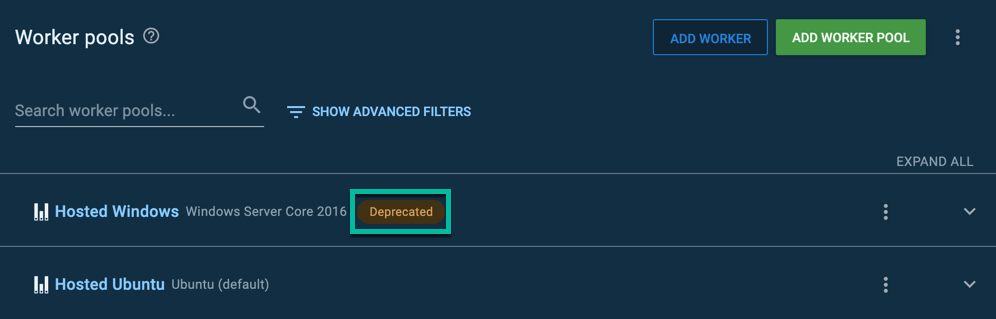 Worker pools
ADD WORKER
ADD WORKER POOL
Search worker pools...
SHOW ADVANCED FILTERS
EXPAND ALL
Hosted Windows Windows Server Core 2016 Deprecated
Hosted Ubuntu Ubuntu (default)